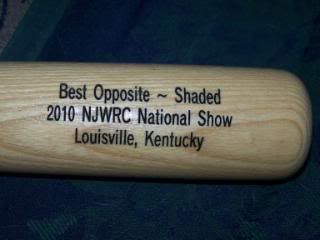 Best Opposite ~ Shaded
2010 NJWRC National Show
Louisville, Kentucky